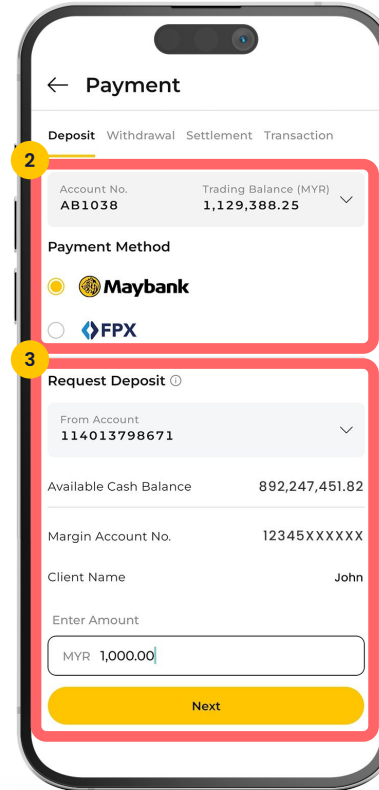 ← Payment
Deposit Withdrawal Settlement Transaction
2
Account No. Trading Balance (MYR)
AB1038 1,129,388.25
Payment Method
Maybank
FPX
3
Request Deposit ⓘ
From Account
114013798671
Available Cash Balance 892,247,451.82
Margin Account No. 12345XXXXXX
Client Name John
Enter Amount
MYR 1,000.00
Next